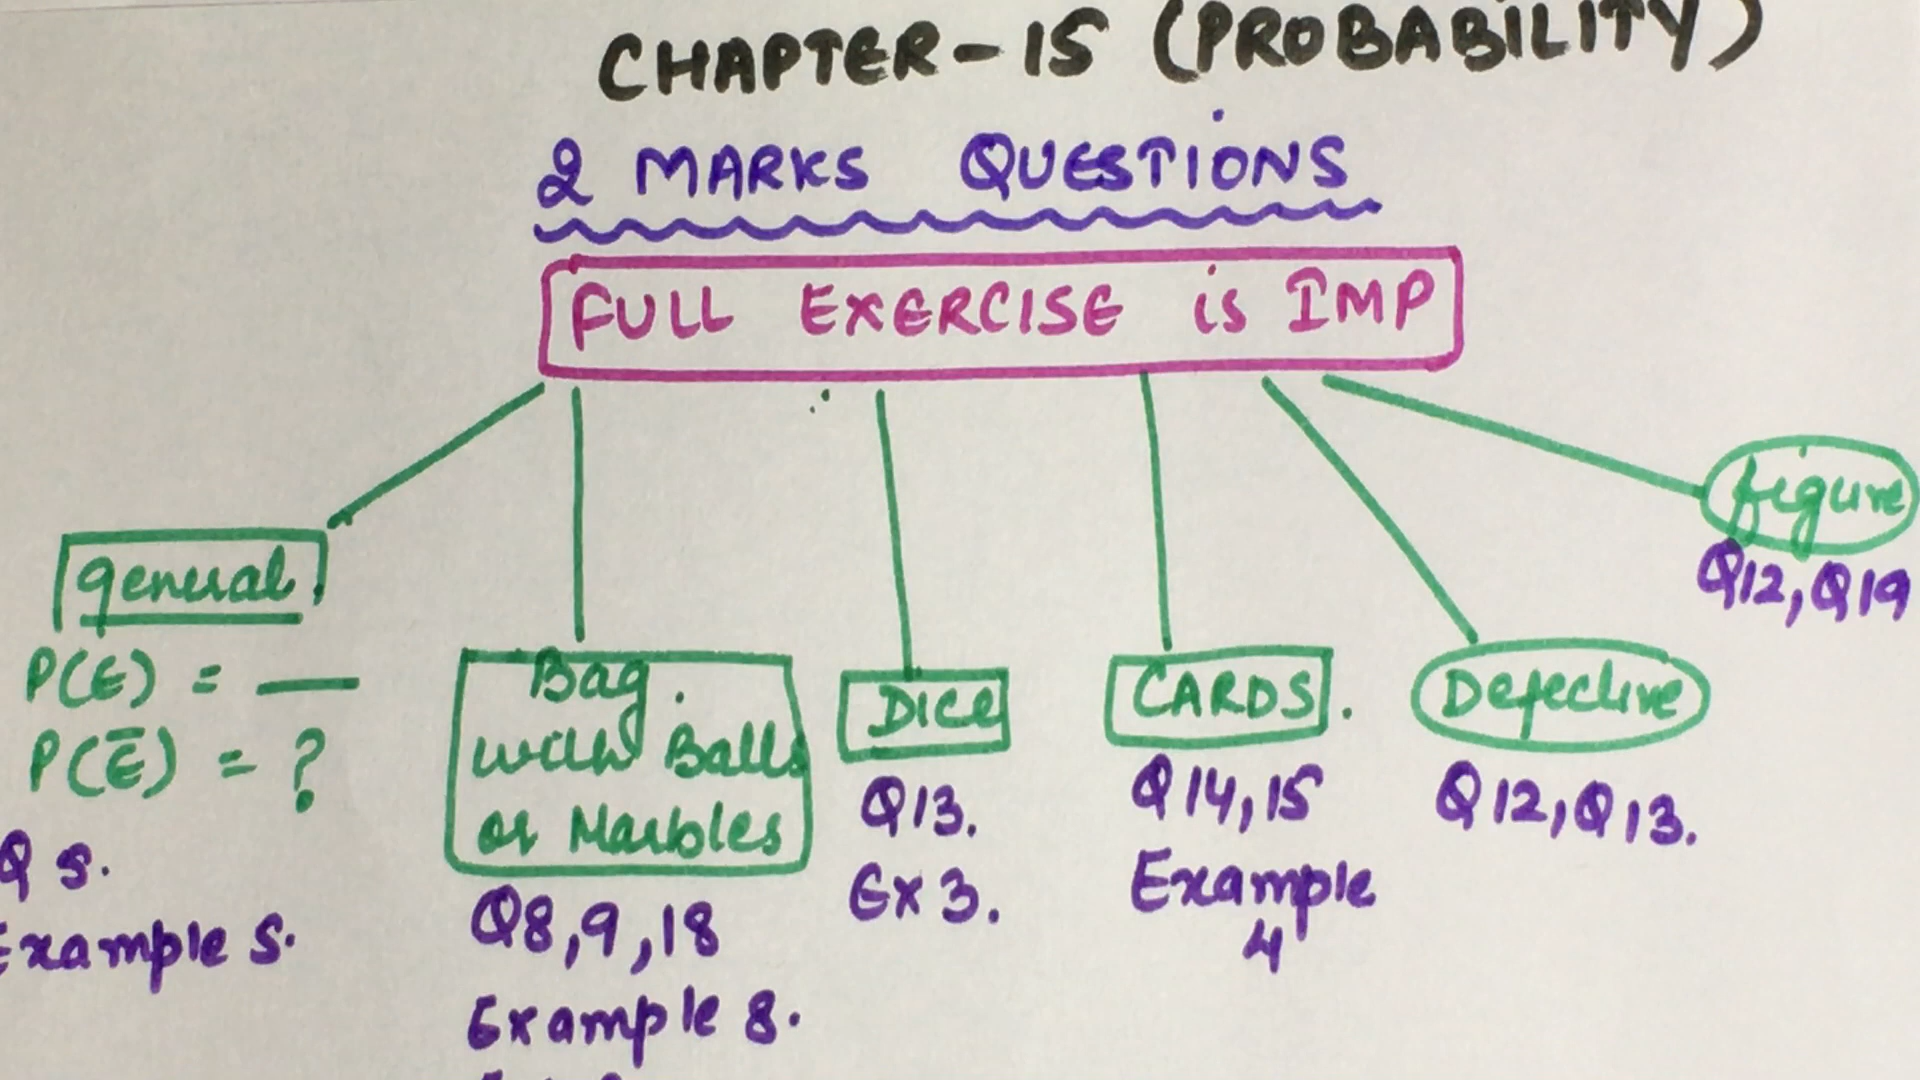 CHAPTER-15 (PROBABILITY)
2 MARKS QUESTIONS
FULL EXERCISE is IMP
general
P(E) = —
P(Ē) = ?
Q 5.
Example 5.
Bag.
with Balls
or Marbles
Q8,9,18
Example 8.
DICE
Q13.
Ex 3.
CARDS.
Q14,15
Example
4
Defective
Q12,Q13.
figure
Q12,Q19